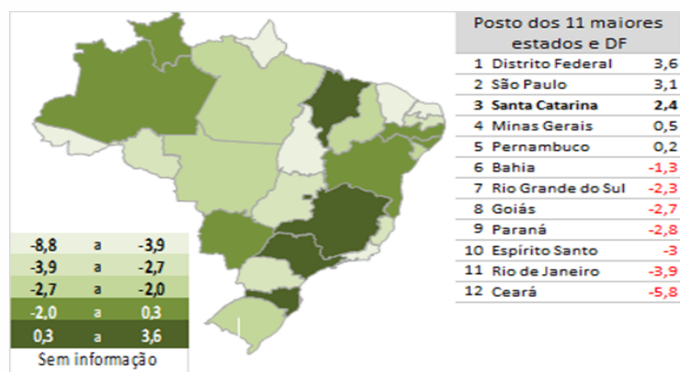 Posto dos 11 maiores
estados e DF
1 Distrito Federal 3,6
2 São Paulo 3,1
3 Santa Catarina 2,4
4 Minas Gerais 0,5
5 Pernambuco 0,2
6 Bahia -1,3
7 Rio Grande do Sul -2,3
8 Goiás -2,7
9 Paraná -2,8
10 Espírito Santo -3
11 Rio de Janeiro -3,9
12 Ceará -5,8
-8,8 a -3,9
-3,9 a -2,7
-2,7 a -2,0
-2,0 a 0,3
0,3 a 3,6
Sem informação